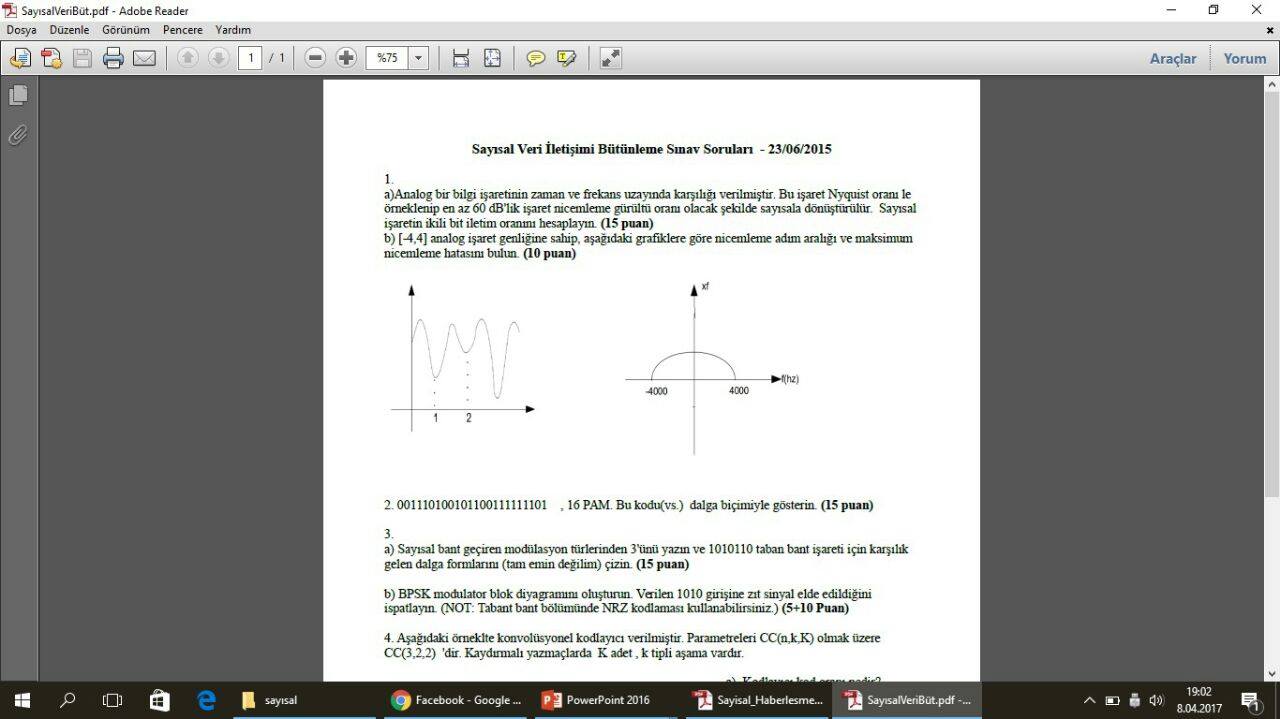 SayısalVeriBüt.pdf - Adobe Reader
Dosya Düzenle Görünüm Pencere Yardım
1 / 1 %75 Araçlar Yorum
Sayısal Veri İletişimi Bütünleme Sınav Soruları - 23/06/2015
1.
a)Analog bir bilgi işaretinin zaman ve frekans uzayında karşılığı verilmiştir. Bu işaret Nyquist oranı le
örneklenip en az 60 dB'lik işaret nicemleme gürültü oranı olacak şekilde sayısala dönüştürülür. Sayısal
işaretin ikili bit iletim oranını hesaplayın. (15 puan)
b) [-4,4] analog işaret genliğine sahip, aşağıdaki grafiklere göre nicemleme adım aralığı ve maksimum
nicemleme hatasını bulun. (10 puan)
xf
f(hz)
-4000 4000
1 2
2. 001110100101100111111101 , 16 PAM. Bu kodu(vs.) dalga biçimiyle gösterin. (15 puan)
3.
a) Sayısal bant geçiren modülasyon türlerinden 3'ünü yazın ve 1010110 taban bant işareti için karşılık
gelen dalga formlarını (tam emin değilim) çizin. (15 puan)
b) BPSK modulator blok diyagramını oluşturun. Verilen 1010 girişine zıt sinyal elde edildiğini
ispatlayın. (NOT: Tabant bant bölümünde NRZ kodlaması kullanabilirsiniz.) (5+10 Puan)
4. Aşağıdaki örneklte konvolüsyonel kodlayıcı verilmiştir. Parametreleri CC(n,k,K) olmak üzere
CC(3,2,2) 'dir. Kaydırmalı yazmaçlarda K adet , k tipli aşama vardır.
a) Kodlayıcı kod oranı nedir?
sayısal
Facebook - Google ...
PowerPoint 2016
Sayisal_Haberlesme...
SayısalVeriBüt.pdf -...
19:02
8.04.2017
1